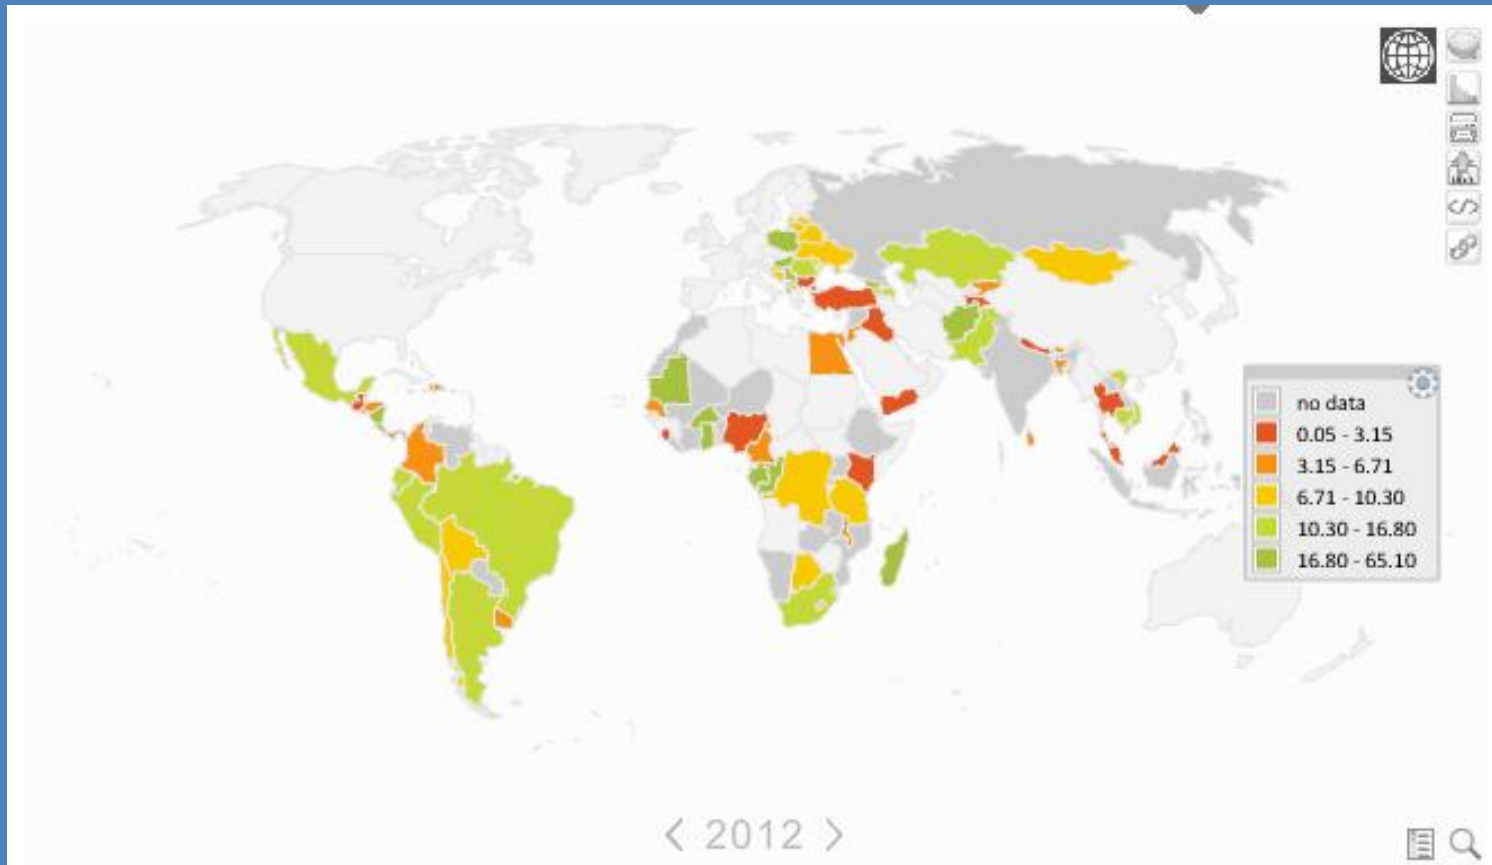 no data
0.05 - 3.15
3.15 - 6.71
6.71 - 10.30
10.30 - 16.80
16.80 - 65.10
< 2012 >